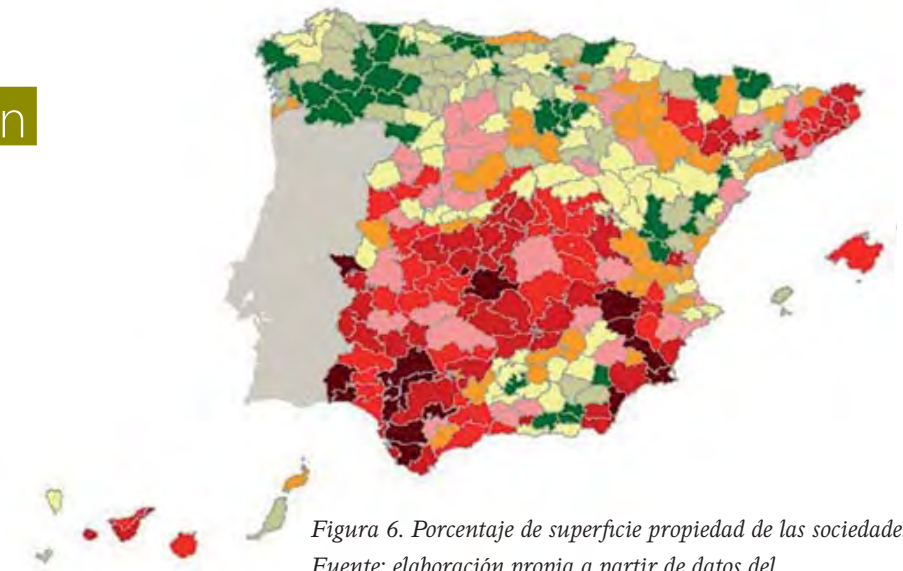 n
Figura 6. Porcentaje de superficie propiedad de las sociedade
Fuente: elaboración propia a partir de datos del